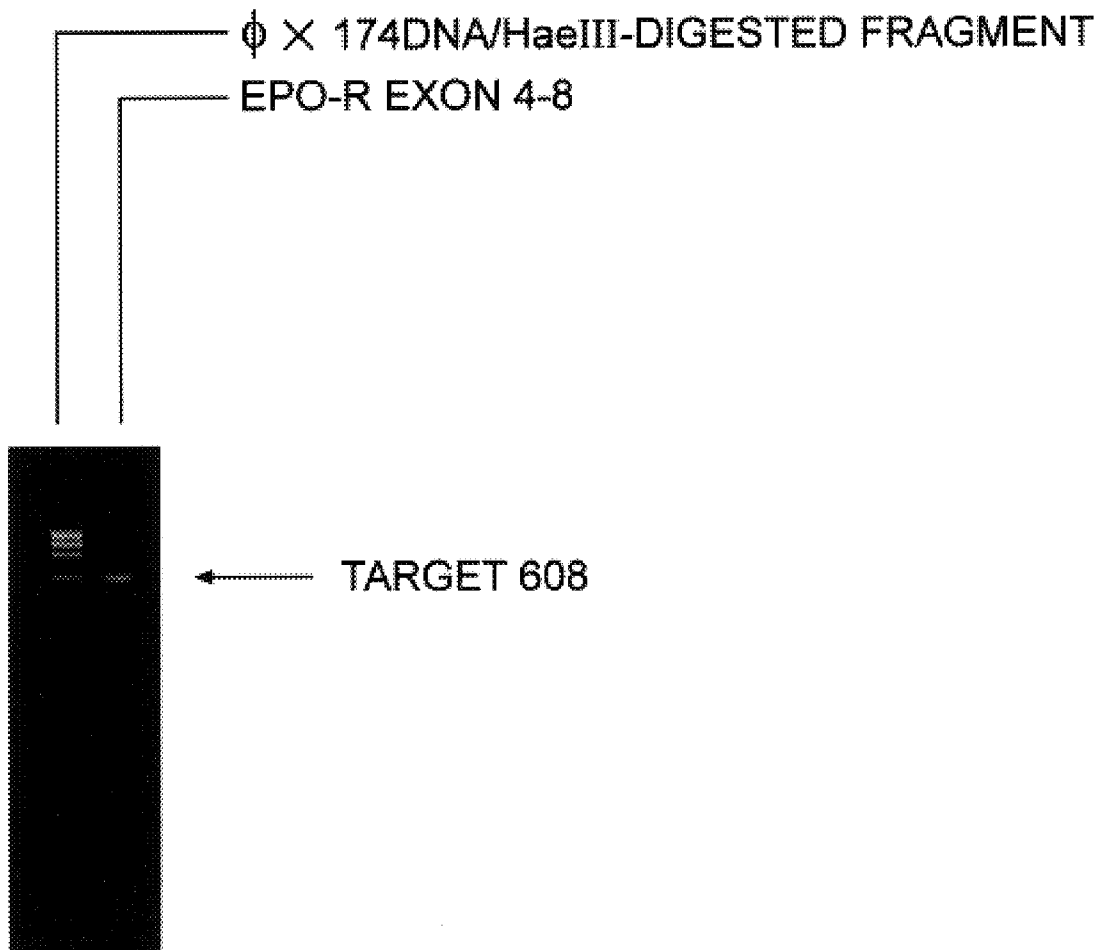 ϕ × 174DNA/HaeIII-DIGESTED FRAGMENT
EPO-R EXON 4-8
TARGET 608